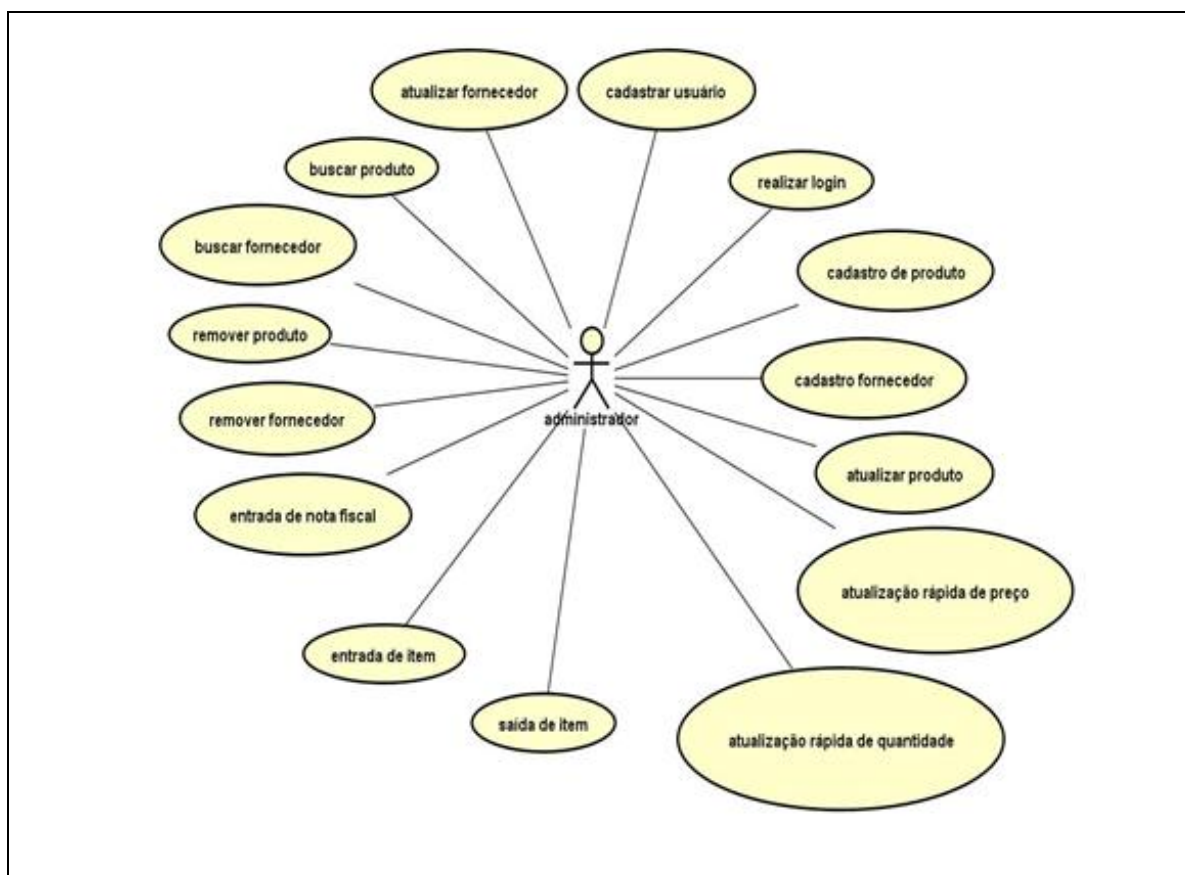 atualizar fornecedor
cadastrar usuário
buscar produto
realizar login
buscar fornecedor
cadastro de produto
remover produto
cadastro fornecedor
remover fornecedor
administrador
atualizar produto
entrada de nota fiscal
atualização rápida de preço
entrada de item
saída de item
atualização rápida de quantidade